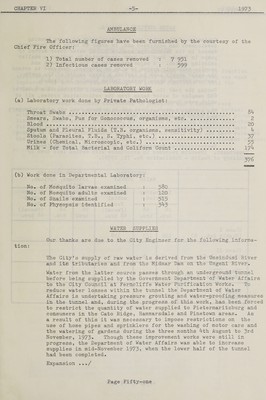 CHAPTER VI -3- 1973
AMBULANCE
The following figures have been furnished by the courtesy of the
Chief Fire Officer:
1) Total number of cases removed : 7 951
2) Infectious cases removed : 599
LABORATORY WORK
(a) Laboratory work done by Private Pathologist:
Throat Swabs 84
Smears, Swabs, Pus for Gonococcus, organisms, etc. 2
Blood 20
Sputum and Pleural Fluids (T.B. organisms, sensitivity) 4
Stools (Parasites, T.B., S. Typhi, etc.) 37
Urines (Chemical, Microscopic, etc.) 55
Milk - for Total Bacterial and Coliform Count 174
376
(b) Work done in Departmental Laboratory:
No. of Mosquito larvae examined : 580
No. of Mosquito adults examined : 120
No. of Snails examined : 523
No. of Physopsis identified : 343
WATER SUPPLIES
Our thanks are due to the City Engineer for the following informa-
tion:
The City's supply of raw water is derived from the Umsindusi River
and its tributaries and from the Midmar Dam on the Umgeni River.
Water from the latter source passes through an underground tunnel
before being supplied by the Government Department of Water Affairs
to the City Council at Ferncliffe Water Purification Works. To
reduce water losses within the tunnel the Department of Water
Affairs is undertaking pressure grouting and waterproofing measures
in the tunnel and, during the progress of this work, has been forced
to restrict the quantity of water supplied to Pietermaritzburg and
consumers in the Cato Ridge, Hammarsdale and Pinetown areas. As
a result of this it was necessary to impose restrictions on the
use of hose pipes and sprinklers for the washing of motor cars and
the watering of gardens during the three months 4th August to 3rd
November, 1973. Though these improvement works were still in
progress, the Department of Water Affairs was able to increase
supplies in mid-November 1973, when the lower half of the tunnel
had been completed.
Expansion .../
Page Fifty-one